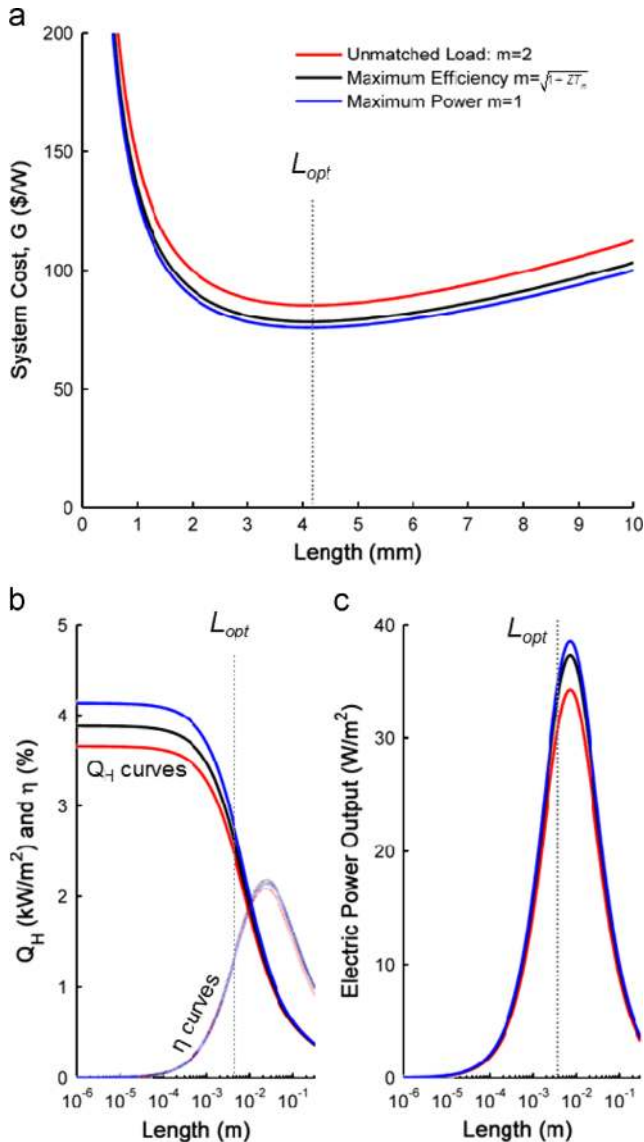 a
200
150
100
50
0
System Cost, G ($/W)
Unmatched Load: m=2
Maximum Efficiency m=√1+ZTₙ
Maximum Power m=1
Lopt
0 1 2 3 4 5 6 7 8 9 10
Length (mm)
b
5
4
3
2
1
0
QH (kW/m²) and η (%)
Lopt
QH curves
η curves
10⁻⁶ 10⁻⁵ 10⁻⁴ 10⁻³ 10⁻² 10⁻¹
Length (m)
c
40
30
20
10
0
Electric Power Output (W/m²)
Lopt
10⁻⁶ 10⁻⁵ 10⁻⁴ 10⁻³ 10⁻² 10⁻¹
Length (m)